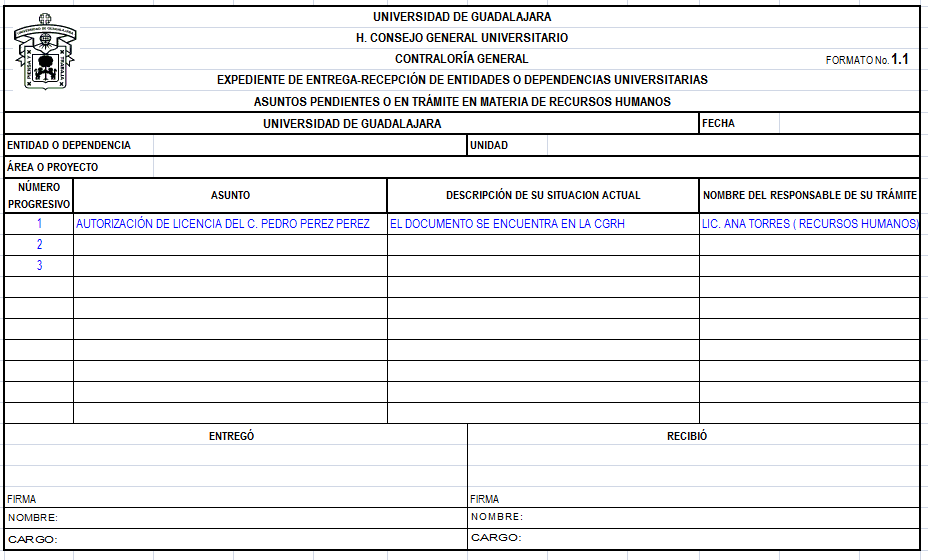 UNIVERSIDAD DE GUADALAJARA
H. CONSEJO GENERAL UNIVERSITARIO
CONTRALORÍA GENERAL
FORMATO No. 1.1
EXPEDIENTE DE ENTREGA-RECEPCIÓN DE ENTIDADES O DEPENDENCIAS UNIVERSITARIAS
ASUNTOS PENDIENTES O EN TRÁMITE EN MATERIA DE RECURSOS HUMANOS
UNIVERSIDAD DE GUADALAJARA FECHA
ENTIDAD O DEPENDENCIA UNIDAD
ÁREA O PROYECTO
NÚMERO PROGRESIVO ASUNTO DESCRIPCIÓN DE SU SITUACION ACTUAL NOMBRE DEL RESPONSABLE DE SU TRÁMITE
1 AUTORIZACIÓN DE LICENCIA DEL C. PEDRO PEREZ PEREZ EL DOCUMENTO SE ENCUENTRA EN LA CGRH LIC. ANA TORRES ( RECURSOS HUMANOS)
2
3
ENTREGÓ RECIBIÓ
FIRMA FIRMA
NOMBRE: NOMBRE:
CARGO: CARGO: